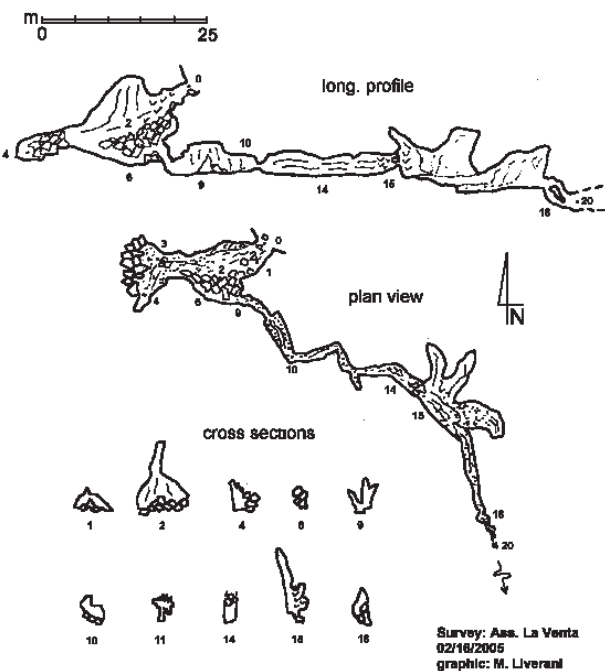 m
0 25
0
long. profile
2
4
10
6
9
14
15
16
20
3
0
2
1
plan view
4
6
9
N
10
14
15
cross sections
16
20
1 2 4 6 9
10 11 14 15 16
Survey: Ass. La Venta
02/16/2005
graphic: M. Liverani